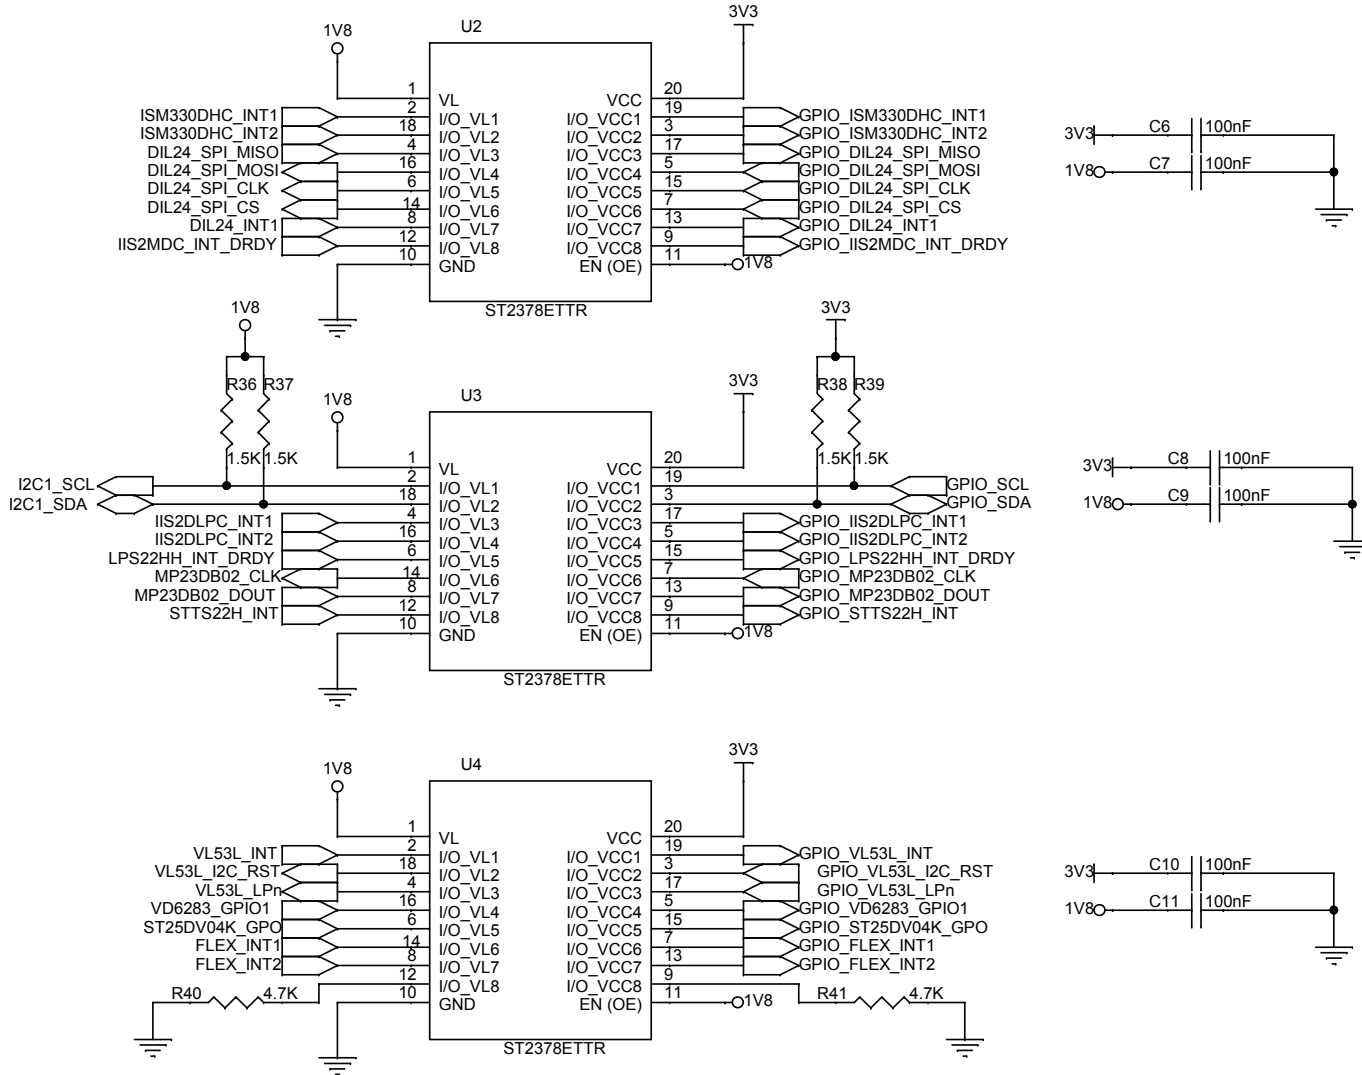 1V8
U2
3V3
1 VL VCC 20
ISM330DHC_INT1 2 I/O_VL1 I/O_VCC1 19 GPIO_ISM330DHC_INT1
ISM330DHC_INT2 18 I/O_VL2 I/O_VCC2 3 GPIO_ISM330DHC_INT2
DIL24_SPI_MISO 4 I/O_VL3 I/O_VCC3 17 GPIO_DIL24_SPI_MISO
DIL24_SPI_MOSI 16 I/O_VL4 I/O_VCC4 5 GPIO_DIL24_SPI_MOSI
DIL24_SPI_CLK 6 I/O_VL5 I/O_VCC5 15 GPIO_DIL24_SPI_CLK
DIL24_SPI_CS 14 I/O_VL6 I/O_VCC6 7 GPIO_DIL24_SPI_CS
DIL24_INT1 8 I/O_VL7 I/O_VCC7 13 GPIO_DIL24_INT1
IIS2MDC_INT_DRDY 12 I/O_VL8 I/O_VCC8 9 GPIO_IIS2MDC_INT_DRDY
10 GND EN (OE) 11 1V8
ST2378ETTR
3V3 C6 100nF
1V8 C7 100nF
1V8
3V3
R36 R37
R38 R39
1.5K 1.5K
1.5K 1.5K
1V8
U3
3V3
1 VL VCC 20
I2C1_SCL 2 I/O_VL1 I/O_VCC1 19 GPIO_SCL
I2C1_SDA 18 I/O_VL2 I/O_VCC2 3 GPIO_SDA
IIS2DLPC_INT1 4 I/O_VL3 I/O_VCC3 17 GPIO_IIS2DLPC_INT1
IIS2DLPC_INT2 16 I/O_VL4 I/O_VCC4 5 GPIO_IIS2DLPC_INT2
LPS22HH_INT_DRDY 6 I/O_VL5 I/O_VCC5 15 GPIO_LPS22HH_INT_DRDY
MP23DB02_CLK 14 I/O_VL6 I/O_VCC6 7 GPIO_MP23DB02_CLK
MP23DB02_DOUT 8 I/O_VL7 I/O_VCC7 13 GPIO_MP23DB02_DOUT
STTS22H_INT 12 I/O_VL8 I/O_VCC8 9 GPIO_STTS22H_INT
10 GND EN (OE) 11 1V8
ST2378ETTR
3V3 C8 100nF
1V8 C9 100nF
1V8
U4
3V3
1 VL VCC 20
VL53L_INT 2 I/O_VL1 I/O_VCC1 19 GPIO_VL53L_INT
VL53L_I2C_RST 18 I/O_VL2 I/O_VCC2 3 GPIO_VL53L_I2C_RST
VL53L_LPn 4 I/O_VL3 I/O_VCC3 17 GPIO_VL53L_LPn
VD6283_GPIO1 16 I/O_VL4 I/O_VCC4 5 GPIO_VD6283_GPIO1
ST25DV04K_GPO 6 I/O_VL5 I/O_VCC5 15 GPIO_ST25DV04K_GPO
FLEX_INT1 14 I/O_VL6 I/O_VCC6 7 GPIO_FLEX_INT1
FLEX_INT2 8 I/O_VL7 I/O_VCC7 13 GPIO_FLEX_INT2
12 I/O_VL8 I/O_VCC8 9
R40 4.7K 10 GND EN (OE) 11 1V8 R41 4.7K
ST2378ETTR
3V3 C10 100nF
1V8 C11 100nF